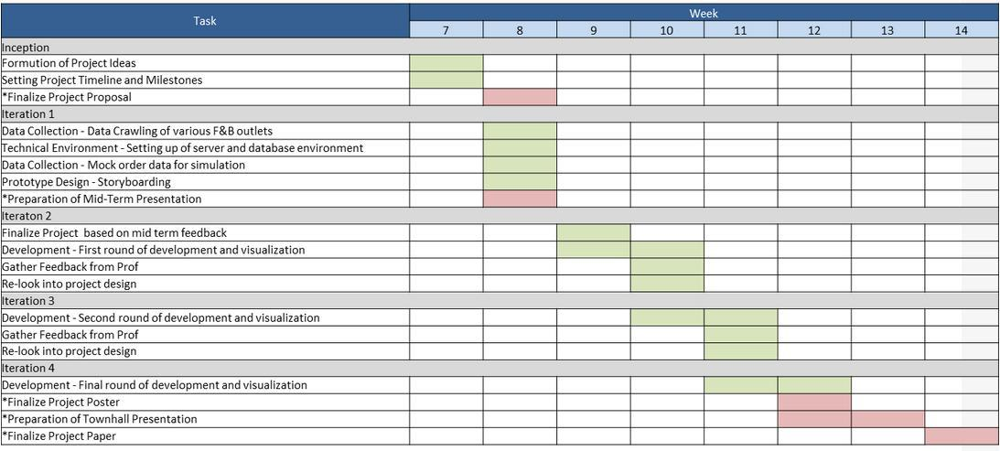 Task
Week
7 8 9 10 11 12 13 14
Inception
Formution of Project Ideas
Setting Project Timeline and Milestones
*Finalize Project Proposal
Iteration 1
Data Collection - Data Crawling of various F&B outlets
Technical Environment - Setting up of server and database environment
Data Collection - Mock order data for simulation
Prototype Design - Storyboarding
*Preparation of Mid-Term Presentation
Iteraton 2
Finalize Project  based on mid term feedback
Development - First round of development and visualization
Gather Feedback from Prof
Re-look into project design
Iteration 3
Development - Second round of development and visualization
Gather Feedback from Prof
Re-look into project design
Iteration 4
Development - Final round of development and visualization
*Finalize Project Poster
*Preparation of Townhall Presentation
*Finalize Project Paper